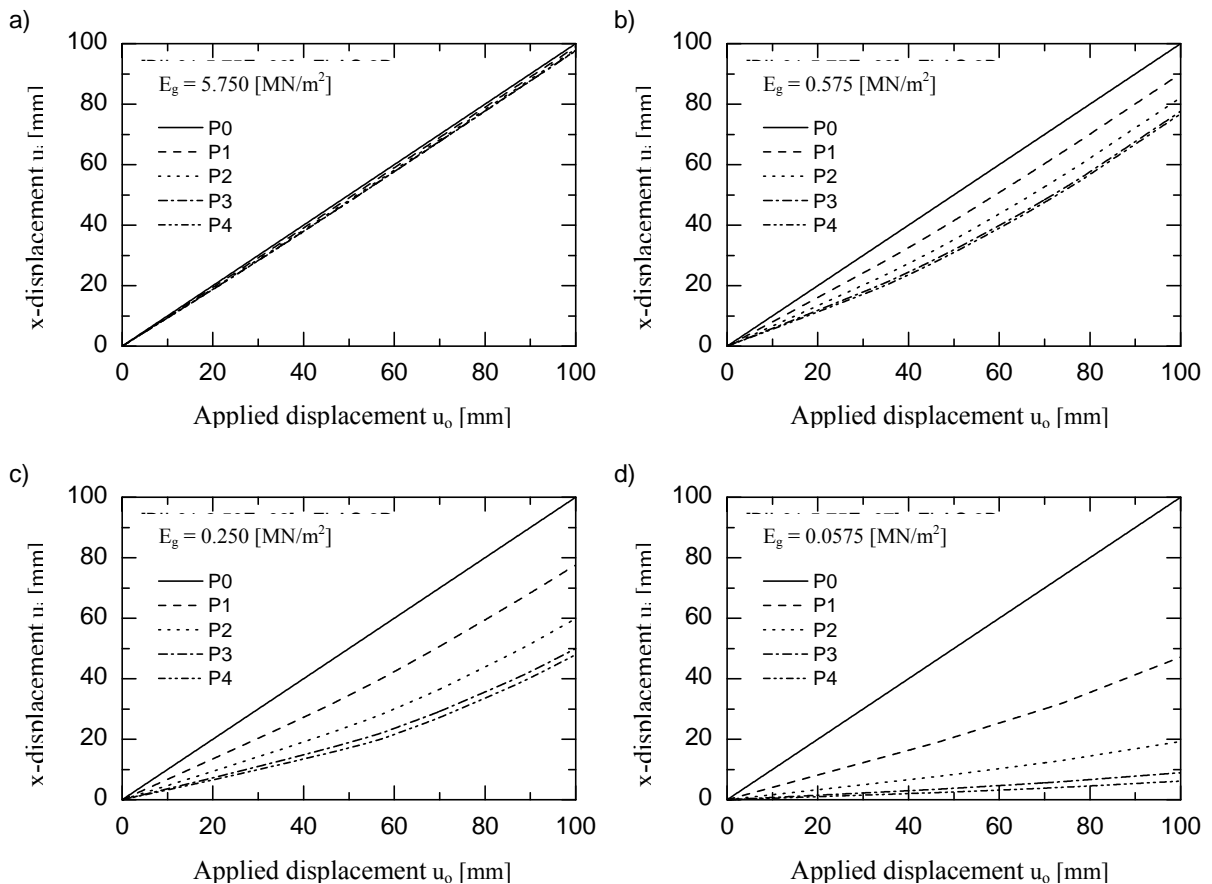 a)
100
80
60
40
20
0
x-displacement u [mm]
E_g = 5.750 [MN/m²]
P0
P1
P2
P3
P4
0 20 40 60 80 100
Applied displacement u_o [mm]
b)
100
80
60
40
20
0
x-displacement u [mm]
E_g = 0.575 [MN/m²]
P0
P1
P2
P3
P4
0 20 40 60 80 100
Applied displacement u_o [mm]
c)
100
80
60
40
20
0
x-displacement u [mm]
E_g = 0.250 [MN/m²]
P0
P1
P2
P3
P4
0 20 40 60 80 100
Applied displacement u_o [mm]
d)
100
80
60
40
20
0
x-displacement u [mm]
E_g = 0.0575 [MN/m²]
P0
P1
P2
P3
P4
0 20 40 60 80 100
Applied displacement u_o [mm]